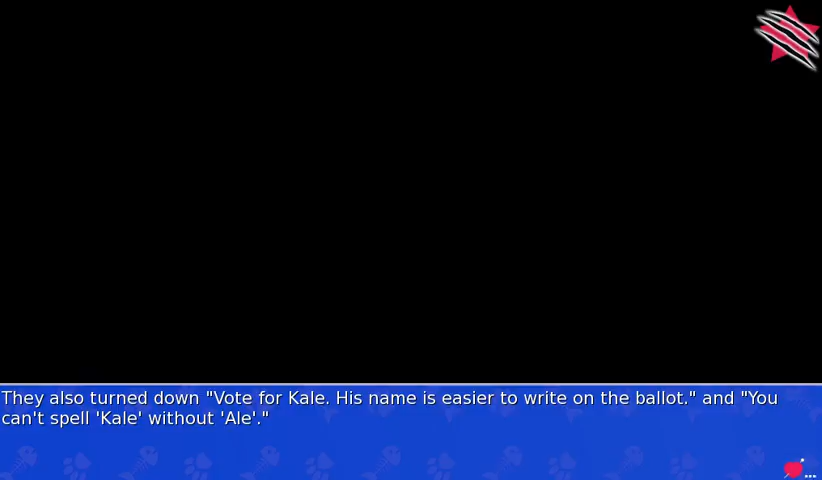 They also turned down "Vote for Kale. His name is easier to write on the ballot." and "You
can't spell 'Kale' without 'Ale'."